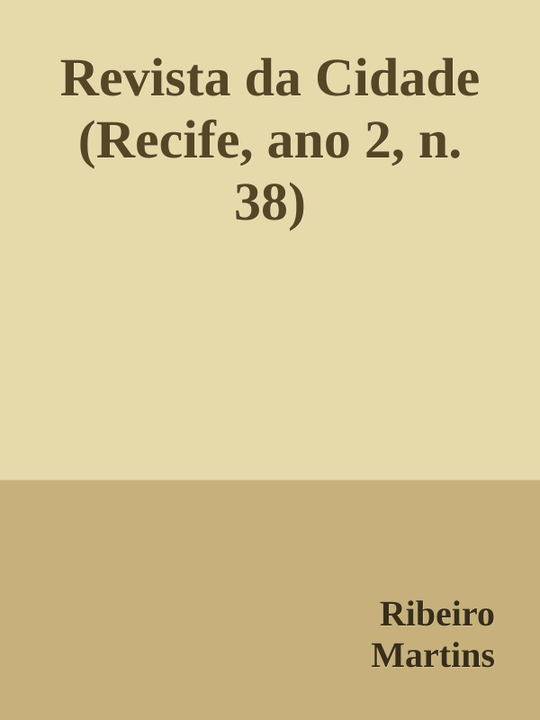 Revista da Cidade
(Recife, ano 2, n.
38)
Ribeiro
Martins